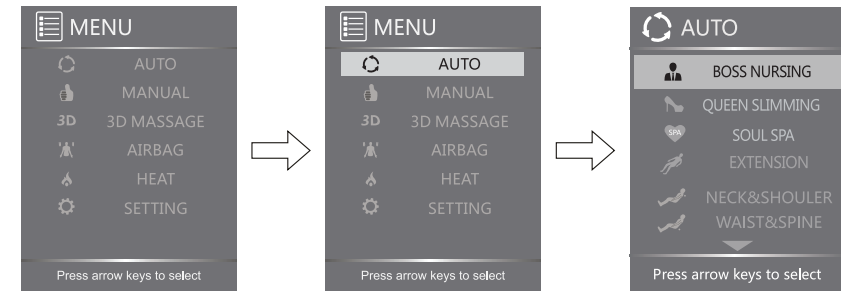 MENU
AUTO
MANUAL
3D 3D MASSAGE
AIRBAG
HEAT
SETTING
Press arrow keys to select
MENU
AUTO
MANUAL
3D 3D MASSAGE
AIRBAG
HEAT
SETTING
Press arrow keys to select
AUTO
BOSS NURSING
QUEEN SLIMMING
SPA SOUL SPA
EXTENSION
NECK&SHOULER
WAIST&SPINE
Press arrow keys to select